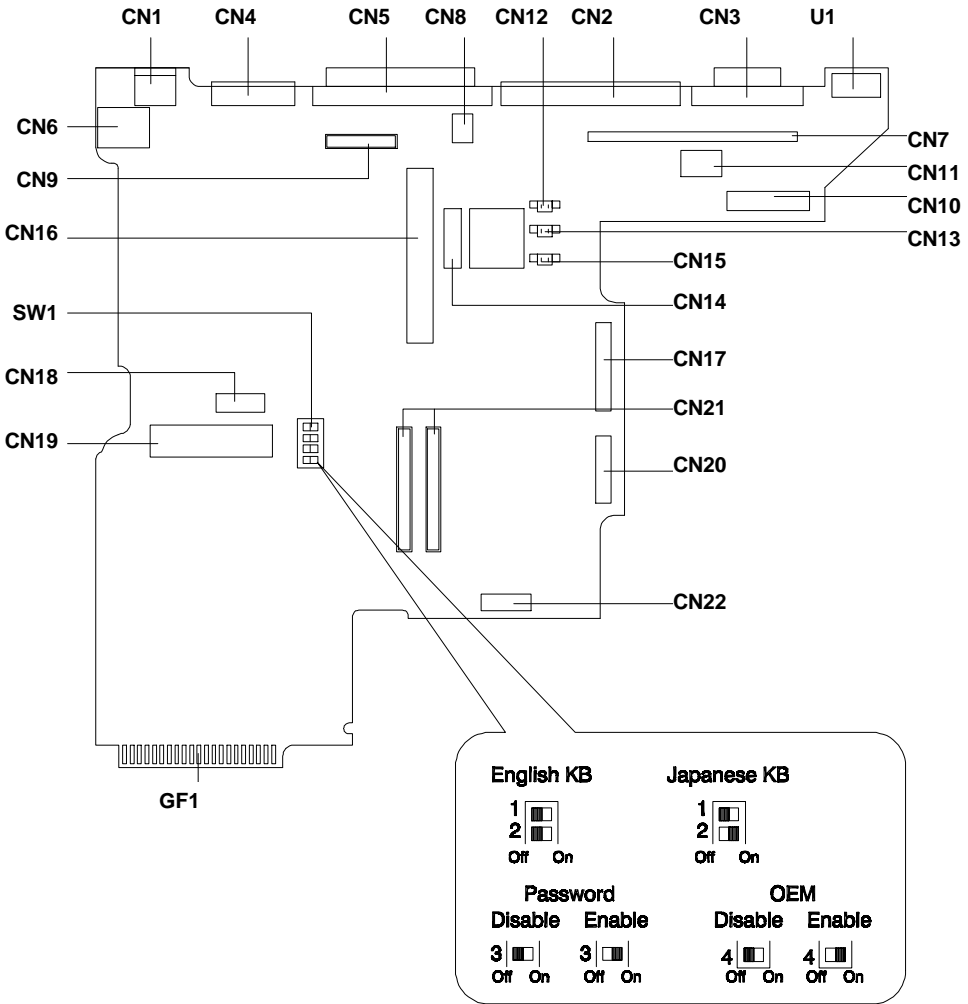 CN1 CN4 CN5 CN8 CN12 CN2 CN3 U1
CN6
CN7
CN9
CN11
CN10
CN16
CN13
CN15
CN14
SW1
CN17
CN18
CN21
CN19
CN20
CN22
GF1
English KB Japanese KB
1 1
2 2
Off On Off On
Password OEM
Disable Enable Disable Enable
3 3 4 4
Off On Off On Off On Off On